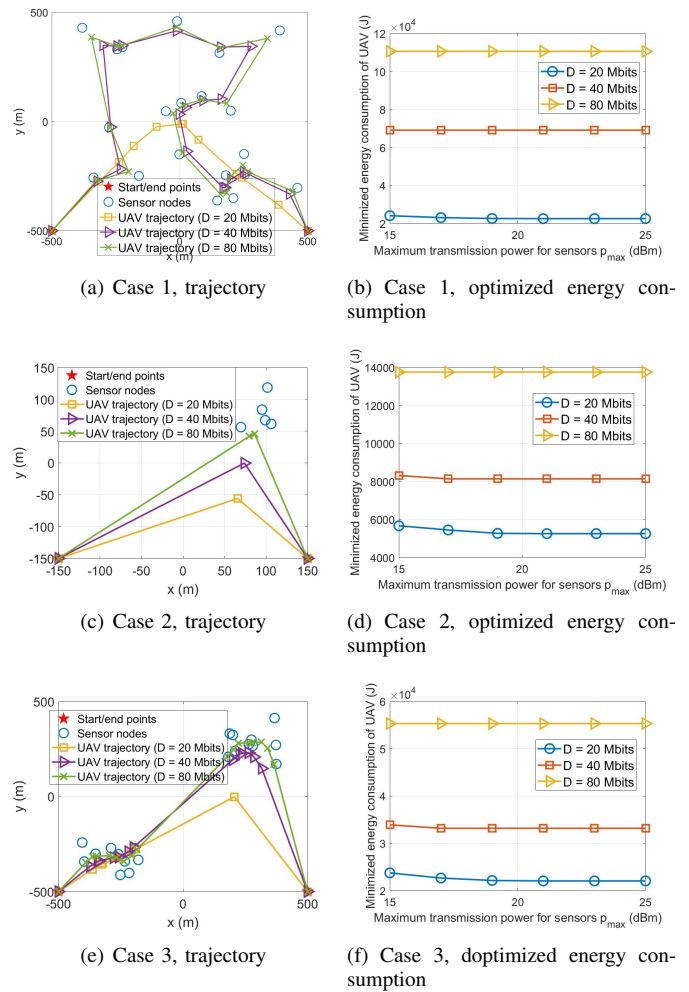 500
0
-500
-500
0
500
y (m)
x (m)
Start/end points
Sensor nodes
UAV trajectory (D = 20 Mbits)
UAV trajectory (D = 40 Mbits)
UAV trajectory (D = 80 Mbits)
(a) Case 1, trajectory
×10^4
12
10
8
6
4
2
15
20
25
Minimized energy consumption of UAV (J)
Maximum transmission power for sensors p_max (dBm)
D = 20 Mbits
D = 40 Mbits
D = 80 Mbits
(b) Case 1, optimized energy con-
sumption
150
100
50
0
-50
-100
-150
-150
-100
-50
0
50
100
150
y (m)
x (m)
Start/end points
Sensor nodes
UAV trajectory (D = 20 Mbits)
UAV trajectory (D = 40 Mbits)
UAV trajectory (D = 80 Mbits)
(c) Case 2, trajectory
14000
12000
10000
8000
6000
4000
15
20
25
Minimized energy consumption of UAV (J)
Maximum transmission power for sensors p_max (dBm)
D = 20 Mbits
D = 40 Mbits
D = 80 Mbits
(d) Case 2, optimized energy con-
sumption
500
0
-500
-500
0
500
y (m)
x (m)
Start/end points
Sensor nodes
UAV trajectory (D = 20 Mbits)
UAV trajectory (D = 40 Mbits)
UAV trajectory (D = 80 Mbits)
(e) Case 3, trajectory
×10^4
6
5
4
3
2
15
20
25
Minimized energy consumption of UAV (J)
Maximum transmission power for sensors p_max (dBm)
D = 20 Mbits
D = 40 Mbits
D = 80 Mbits
(f) Case 3, doptimized energy con-
sumption